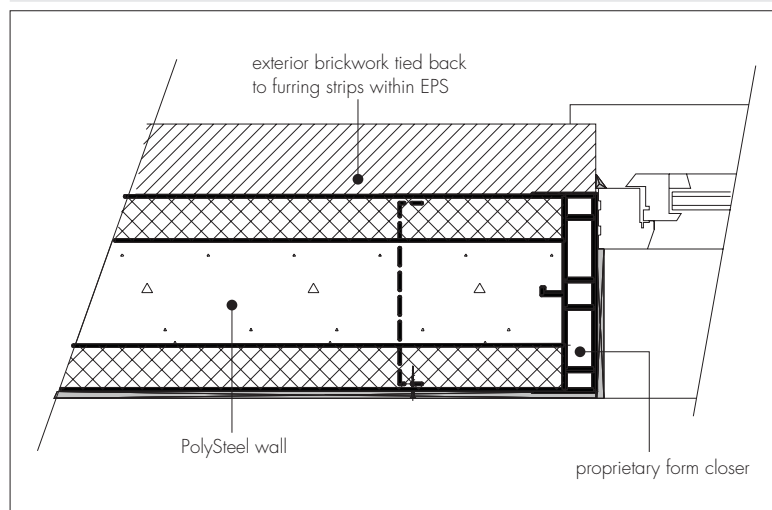 exterior brickwork tied back
to furring strips within EPS
PolySteel wall
proprietary form closer